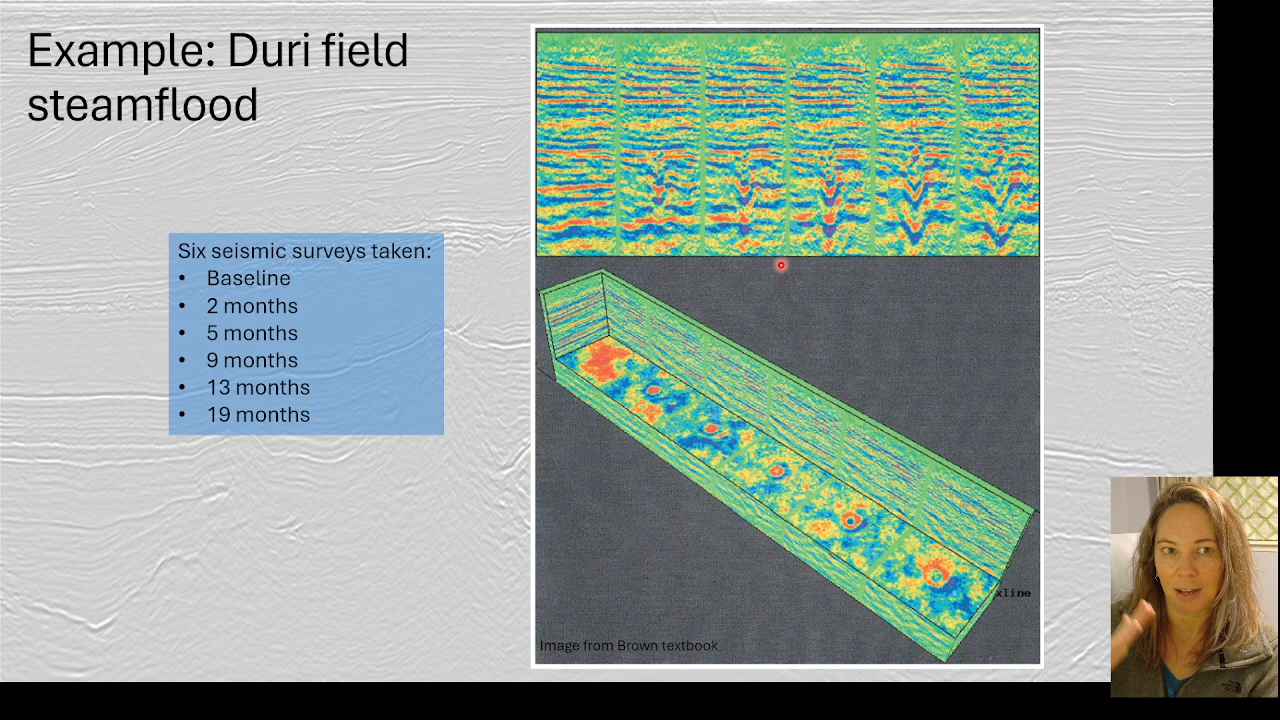 Example: Duri field
steamflood
Six seismic surveys taken:
• Baseline
• 2 months
• 5 months
• 9 months
• 13 months
• 19 months
xline
Image from Brown textbook